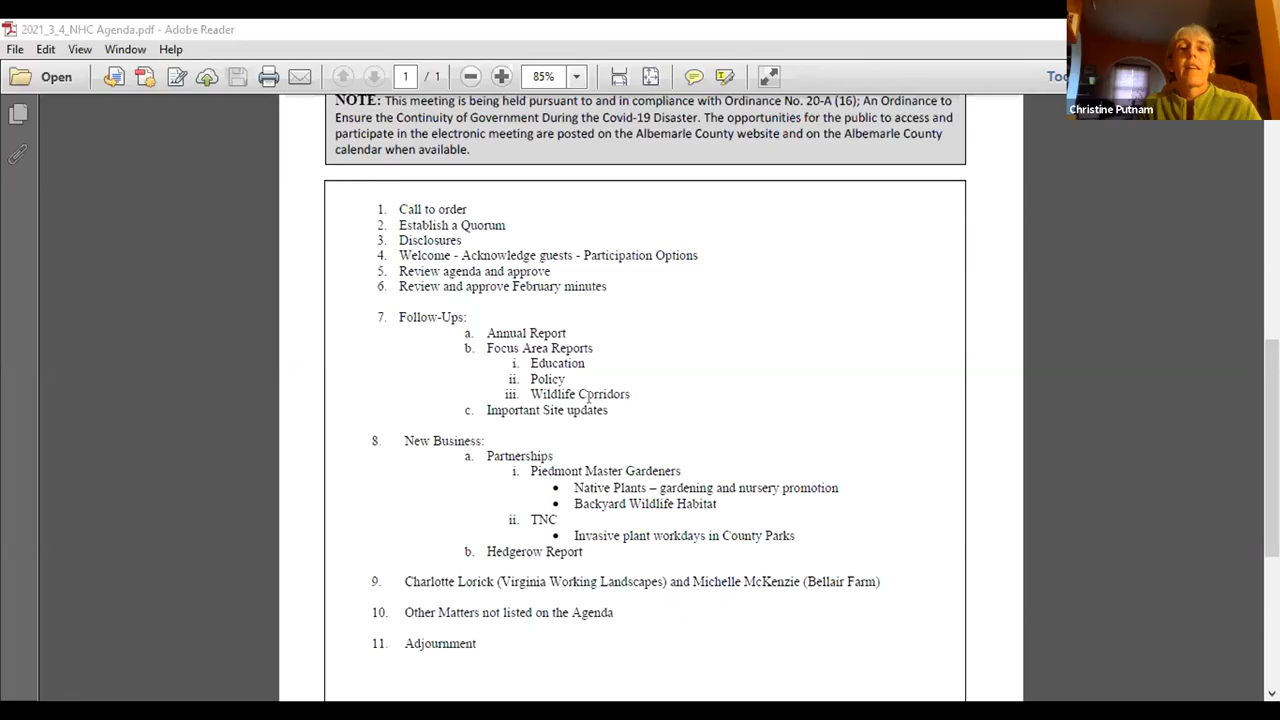 2021_3_4_NHC Agenda.pdf - Adobe Reader
File Edit View Window Help
Open 1 / 1 85%
Christine Putnam
NOTE: This meeting is being held pursuant to and in compliance with Ordinance No. 20-A (16); An Ordinance to
Ensure the Continuity of Government During the Covid-19 Disaster. The opportunities for the public to access and
participate in the electronic meeting are posted on the Albemarle County website and on the Albemarle County
calendar when available.
1. Call to order
2. Establish a Quorum
3. Disclosures
4. Welcome - Acknowledge guests - Participation Options
5. Review agenda and approve
6. Review and approve February minutes
7. Follow-Ups:
a. Annual Report
b. Focus Area Reports
i. Education
ii. Policy
iii. Wildlife Corridors
c. Important Site updates
8. New Business:
a. Partnerships
i. Piedmont Master Gardeners
• Native Plants – gardening and nursery promotion
• Backyard Wildlife Habitat
ii. TNC
• Invasive plant workdays in County Parks
b. Hedgerow Report
9. Charlotte Lorick (Virginia Working Landscapes) and Michelle McKenzie (Bellair Farm)
10. Other Matters not listed on the Agenda
11. Adjournment